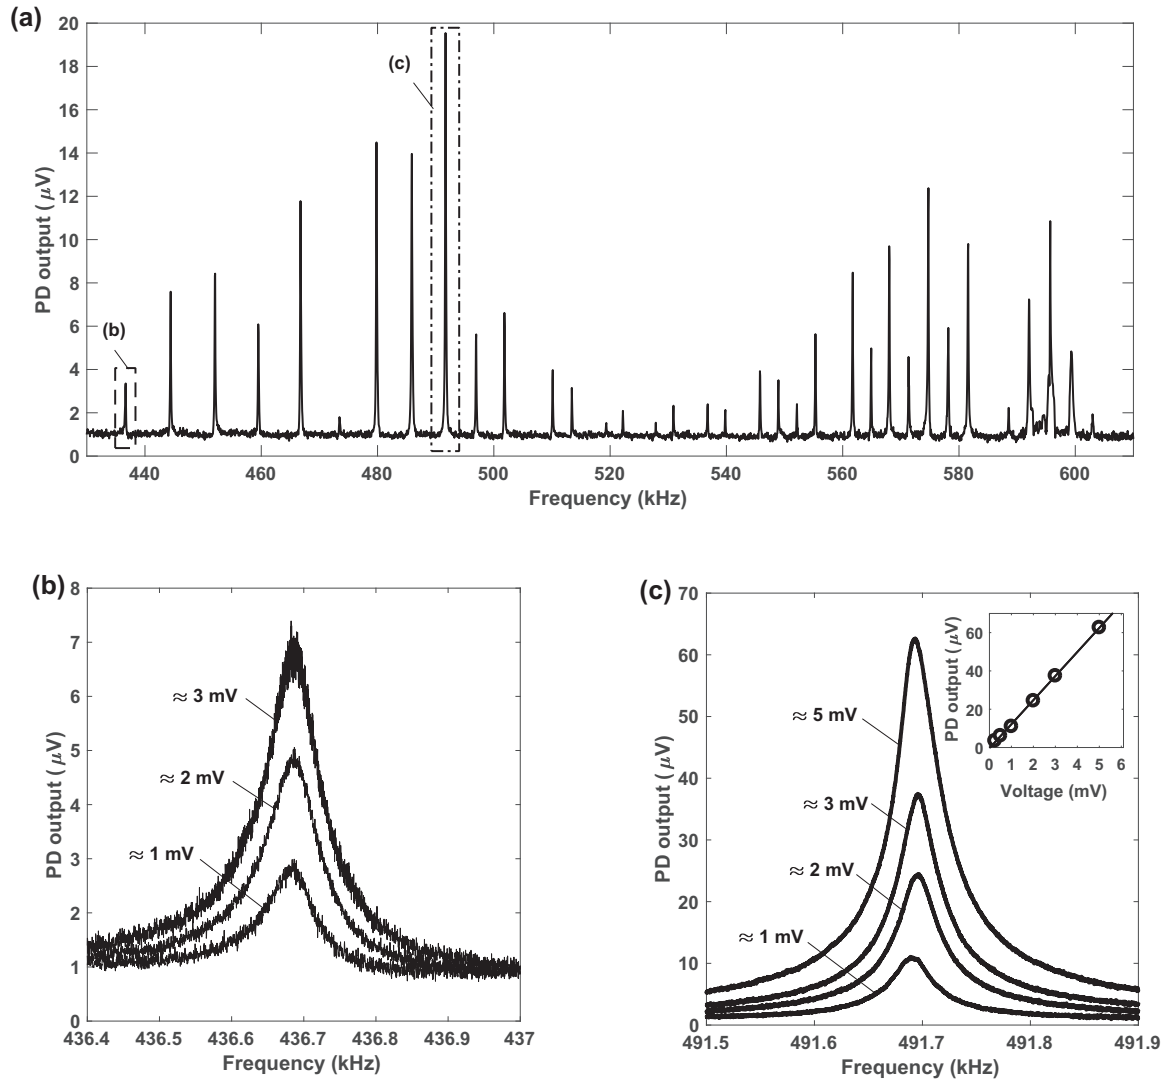 (a)
20
18
16
14
12
10
8
6
4
2
0
PD output ( μV)
(c)
(b)
440 460 480 500 520 540 560 580 600
Frequency (kHz)
(b)
8
7
6
5
4
3
2
1
0
PD output ( μV)
≈ 3 mV
≈ 2 mV
≈ 1 mV
436.4 436.5 436.6 436.7 436.8 436.9 437
Frequency (kHz)
(c)
70
60
50
40
30
20
10
0
PD output ( μV)
≈ 5 mV
≈ 3 mV
≈ 2 mV
≈ 1 mV
60
40
20
0
PD output ( μV)
0 1 2 3 4 5 6
Voltage (mV)
491.5 491.6 491.7 491.8 491.9
Frequency (kHz)